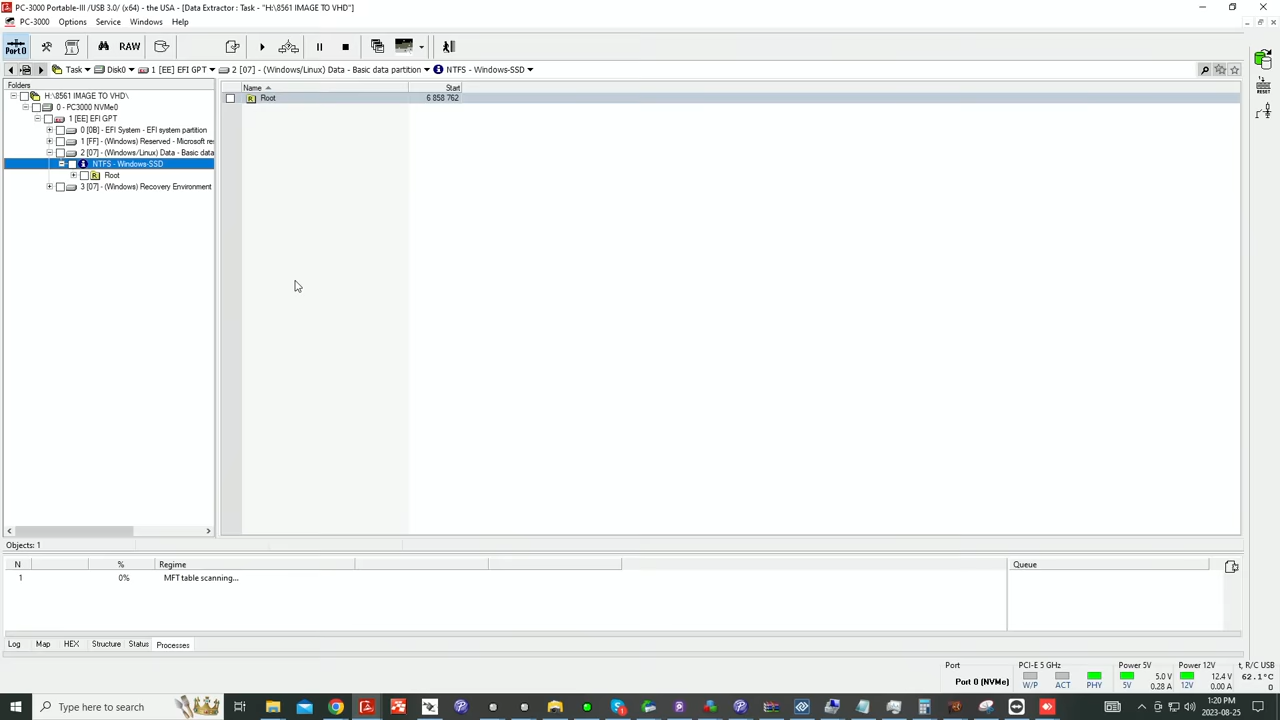 PC-3000 Portable-III /USB 3.0/ (x64) - the USA - [Data Extractor : Task - "H:\8561 IMAGE TO VHD\"]
PC-3000 Options Service Windows Help
Port 0 RAW
Task Disk0 1 [EE] EFI GPT 2 [07] - (Windows/Linux) Data - Basic data partition NTFS - Windows-SSD
Folders
H:\8561 IMAGE TO VHD\
0 - PC3000 NVMe0
1 [EE] EFI GPT
0 [0B] - EFI System - EFI system partition
1 [FF] - (Windows) Reserved - Microsoft res
2 [07] - (Windows/Linux) Data - Basic data
NTFS - Windows-SSD
Root
3 [07] - (Windows) Recovery Environment
Name Start
Root 6 858 762
RESET
Objects: 1
N % Regime Queue
1 0% MFT table scanning...
Log Map HEX Structure Status Processes
Port PCI-E 5 GHz Power 5V Power 12V t, R/C USB
Port 0 (NVMe) W/P ACT PHY 5V 5.0 V 0.28 A 12V 12.4 V 0.00 A 62.1°C 0
Type here to search
1:20 PM
2023-08-25